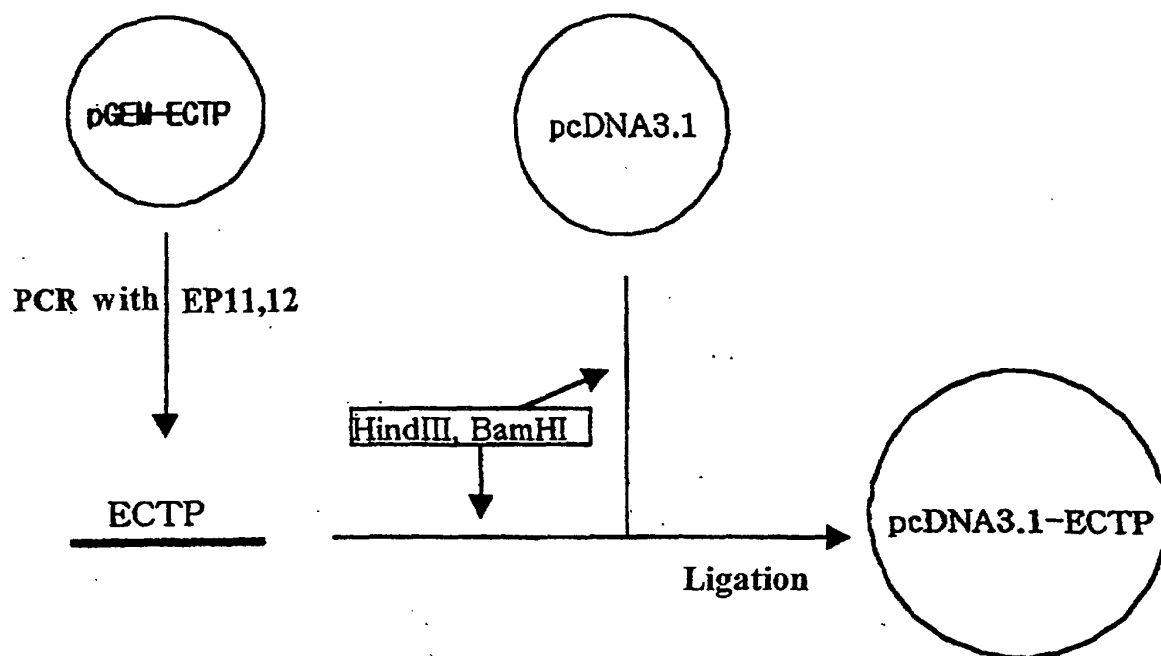 pGEM-ECTP
pcDNA3.1
PCR with EP11,12
HindIII, BamHI
ECTP
pcDNA3.1-ECTP
Ligation